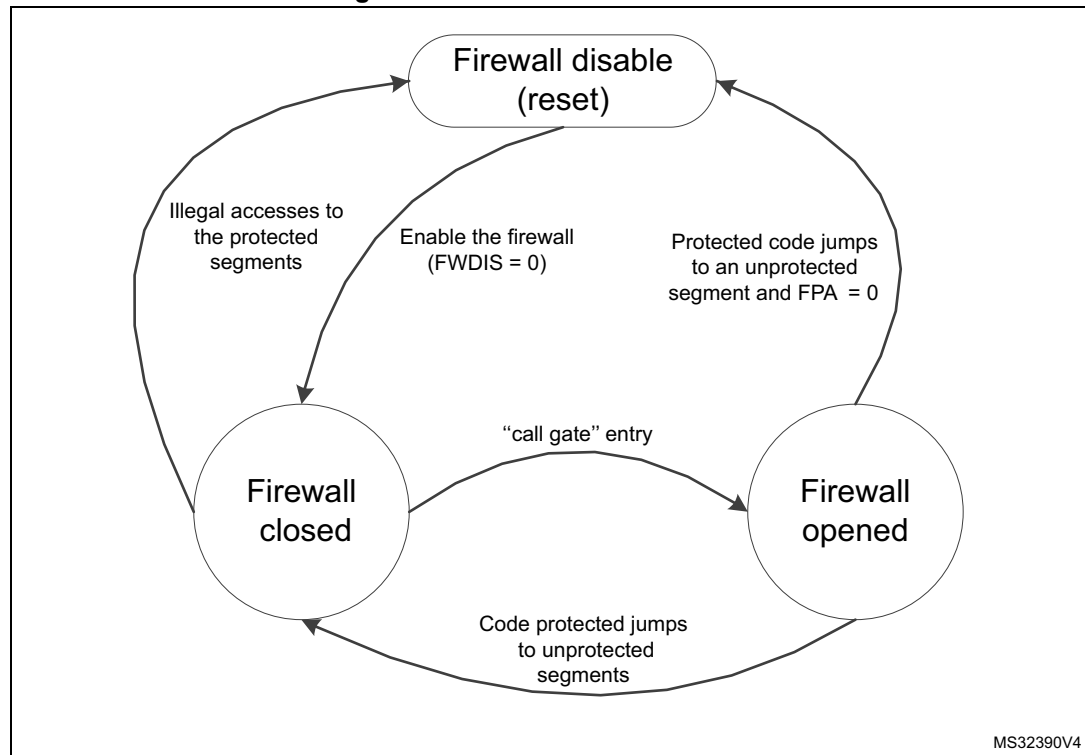 Firewall disable
(reset)
Illegal accesses to
the protected
segments
Enable the firewall
(FWDIS = 0)
Protected code jumps
to an unprotected
segment and FPA = 0
“call gate” entry
Firewall
closed
Firewall
opened
Code protected jumps
to unprotected
segments
MS32390V4